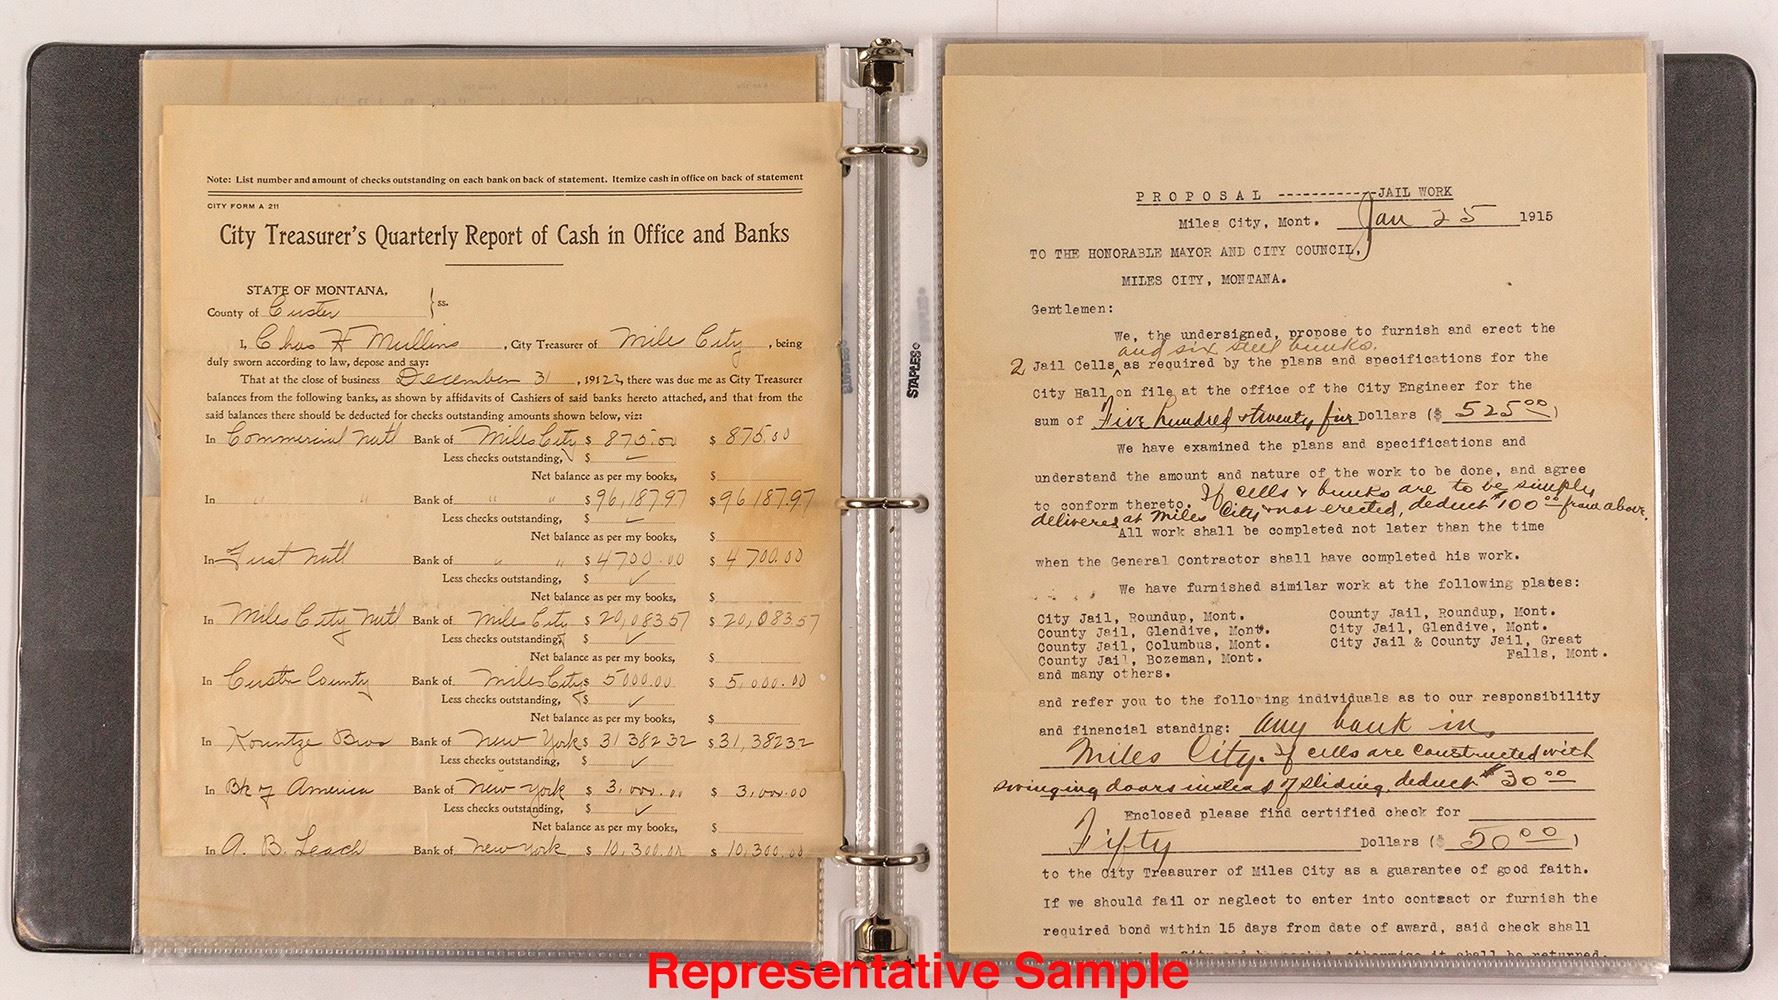 Note: List number and amount of checks outstanding on each bank on back of statement. Itemize cash in office on back of statement
CITY FORM A 211
City Treasurer's Quarterly Report of Cash in Office and Banks
STATE OF MONTANA,
County of Custer } ss.
I, Chas H Mullins, City Treasurer of Miles City, being
duly sworn according to law, depose and say:
That at the close of business December 31, 1912, there was due me as City Treasurer
balances from the following banks, as shown by affidavits of Cashiers of said banks hereto attached, and that from the
said balances there should be deducted for checks outstanding amounts shown below, viz:
In Commercial Natl Bank of Miles City $ 875.00 $ 875.00
Less checks outstanding, $
Net balance as per my books, $
In " " Bank of " " $ 96,187.97 $ 96187.97
Less checks outstanding, $
Net balance as per my books, $
In First Natl Bank of " " $ 4700.00 $ 4700.00
Less checks outstanding, $
Net balance as per my books, $
In Miles City Natl Bank of Miles City $ 20,083.57 $ 20,083.57
Less checks outstanding, $
Net balance as per my books, $
In Custer County Bank of Miles City $ 5000.00 $ 5,000.00
Less checks outstanding, $
Net balance as per my books, $
In Kountze Bros Bank of New York $ 31 382 32 $ 31,382 32
Less checks outstanding, $
In Bk of America Bank of New York $ 3,000.00 $ 3,000.00
Less checks outstanding, $
Net balance as per my books, $
In A. B. Leach Bank of New York $ 10,300.00 $ 10,300.00
STAPLES
PROPOSAL ----------- JAIL WORK
Miles City, Mont. Jan 25 1915
TO THE HONORABLE MAYOR AND CITY COUNCIL,
MILES CITY, MONTANA.
Gentlemen:
We, the undersigned, propose to furnish and erect the
and six steel bunks.
2 Jail Cells ^ as required by the plans and specifications for the
City Hall on file at the office of the City Engineer for the
sum of Five hundred & twenty five Dollars ($ 525 00)
We have examined the plans and specifications and
understand the amount and nature of the work to be done, and agree
to conform thereto. If cells & bunks are to be simply
delivered at Miles City & not erected, deduct $100 00 from above.
All work shall be completed not later than the time
when the General Contractor shall have completed his work.
We have furnished similar work at the following places:
City Jail, Roundup, Mont. County Jail, Roundup, Mont.
County Jail, Glendive, Mont. City Jail, Glendive, Mont.
County Jail, Columbus, Mont. City Jail & County Jail, Great
County Jail, Bozeman, Mont. Falls, Mont.
and many others.
and refer you to the following individuals as to our responsibility
and financial standing: Any bank in
Miles City. If cells are constructed with
swinging doors instead of sliding, deduct $30 00
Enclosed please find certified check for
Fifty Dollars ($ 50 00)
to the City Treasurer of Miles City as a guarantee of good faith.
If we should fail or neglect to enter into contract or furnish the
required bond within 15 days from date of award, said check shall
otherwise it shall be returned.
Representative Sample